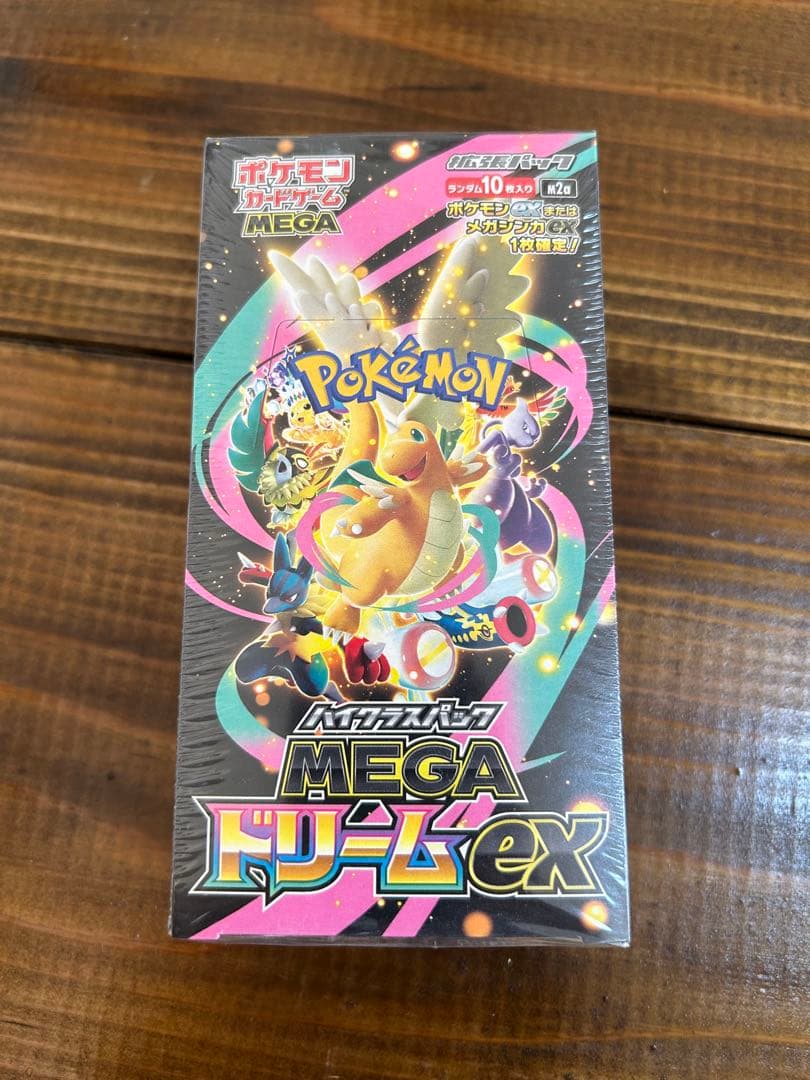 ポケモン
カードゲーム
MEGA
拡張パック
ランダム10枚入り M2a
ポケモンexまたは
メガシンカex
1枚確定！
POKéMON
TM
ハイクラスパック
MEGA
ドリームex